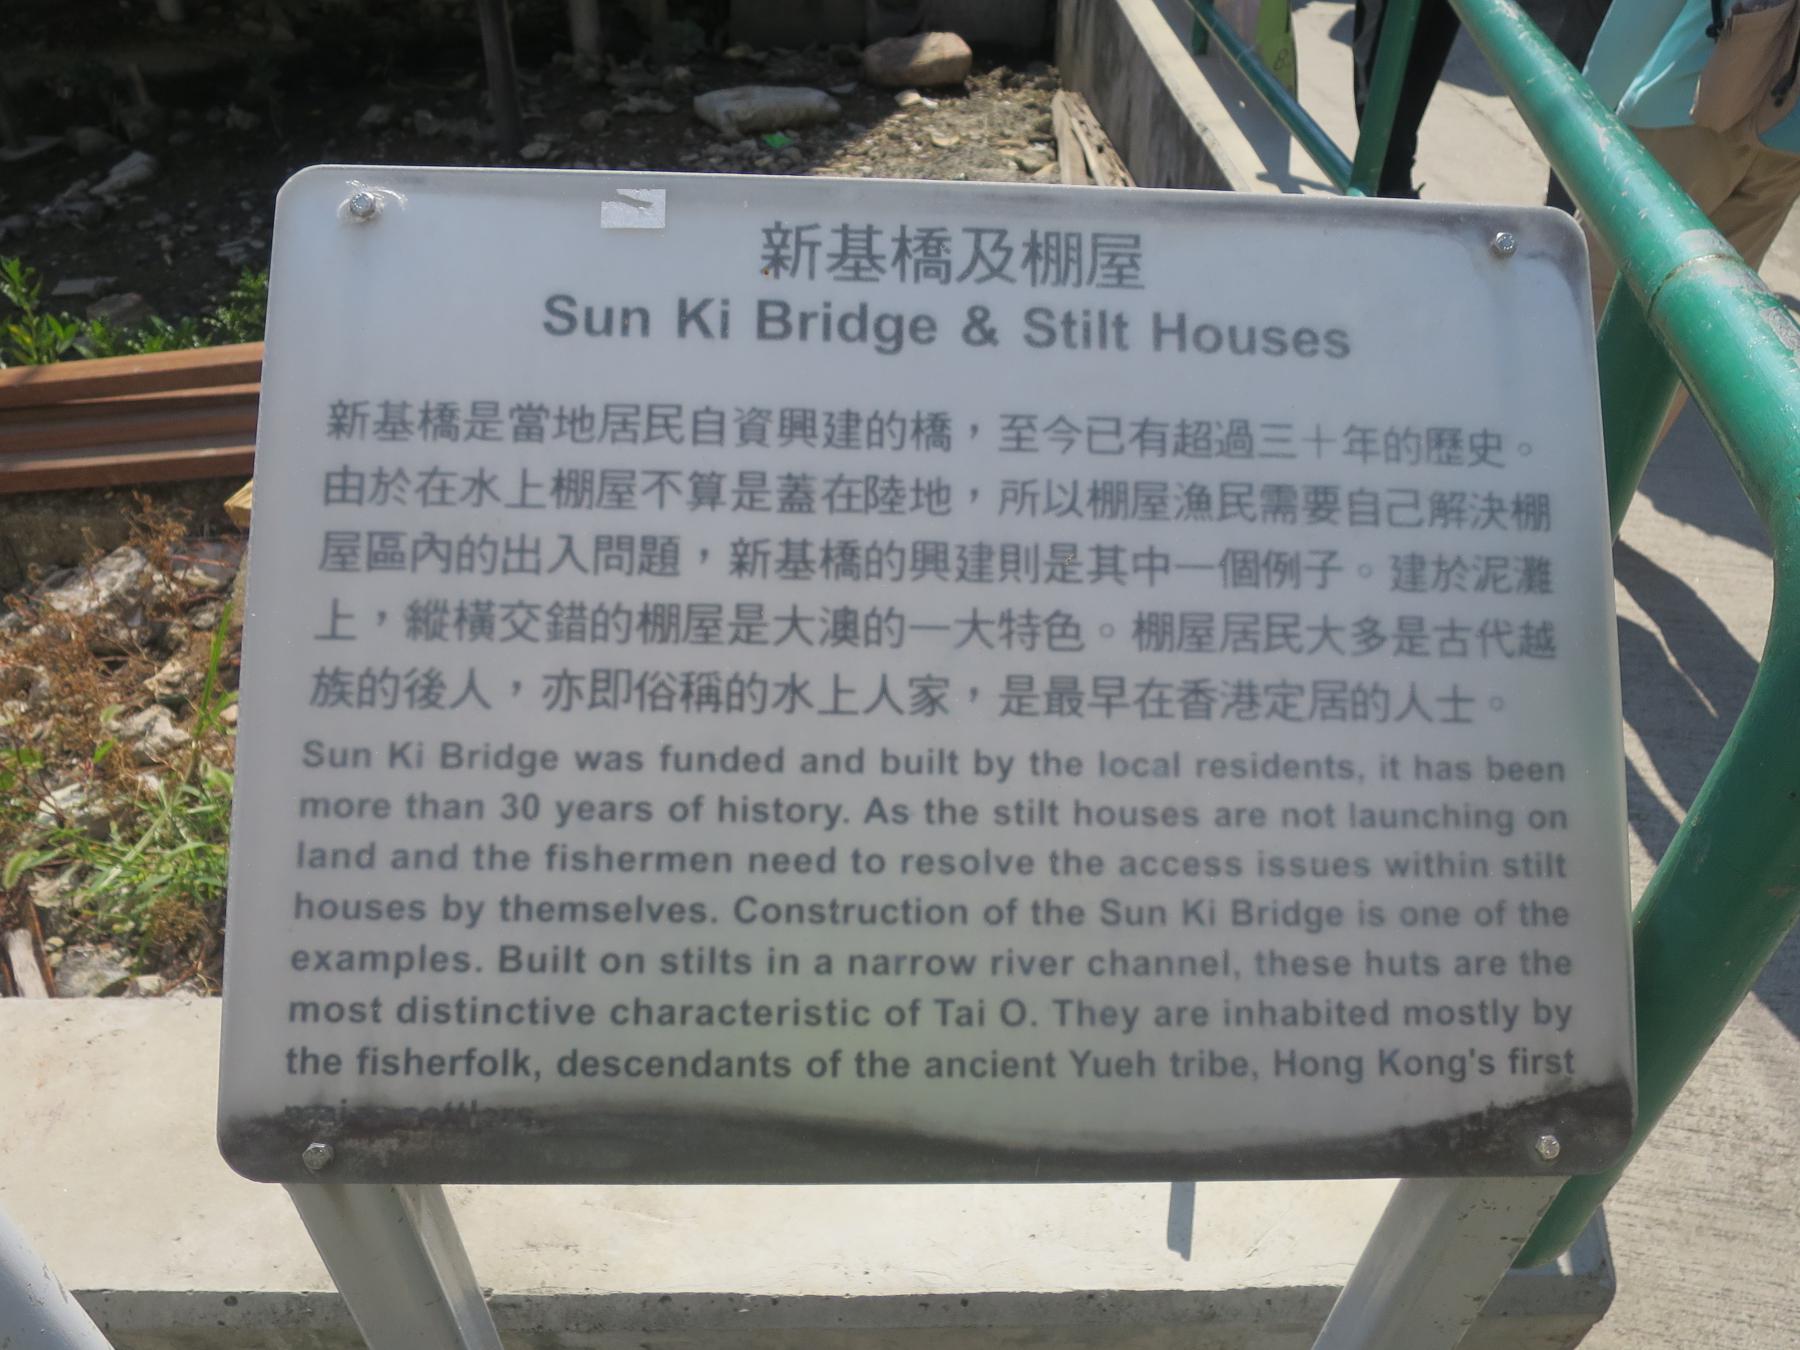 新基橋及棚屋
Sun Ki Bridge & Stilt Houses
新基橋是當地居民自資興建的橋，至今已有超過三十年的歷史。
由於在水上棚屋不算是蓋在陸地，所以棚屋漁民需要自己解決棚
屋區內的出入問題，新基橋的興建則是其中一個例子。建於泥灘
上，縱橫交錯的棚屋是大澳的一大特色。棚屋居民大多是古代越
族的後人，亦即俗稱的水上人家，是最早在香港定居的人士。
Sun Ki Bridge was funded and built by the local residents, it has been
more than 30 years of history. As the stilt houses are not launching on
land and the fishermen need to resolve the access issues within stilt
houses by themselves. Construction of the Sun Ki Bridge is one of the
examples. Built on stilts in a narrow river channel, these huts are the
most distinctive characteristic of Tai O. They are inhabited mostly by
the fisherfolk, descendants of the ancient Yueh tribe, Hong Kong's first